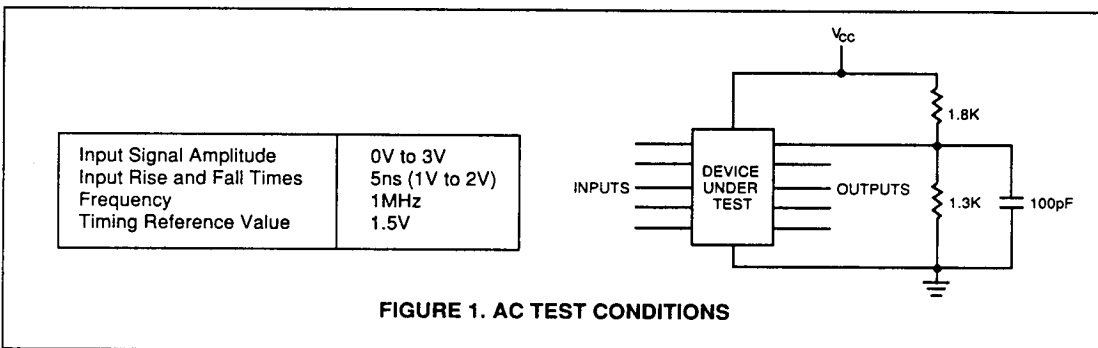 Input Signal Amplitude 0V to 3V
Input Rise and Fall Times 5ns (1V to 2V)
Frequency 1MHz
Timing Reference Value 1.5V
VCC
1.8K
INPUTS
DEVICE
UNDER
TEST
OUTPUTS
1.3K
100pF
FIGURE 1. AC TEST CONDITIONS